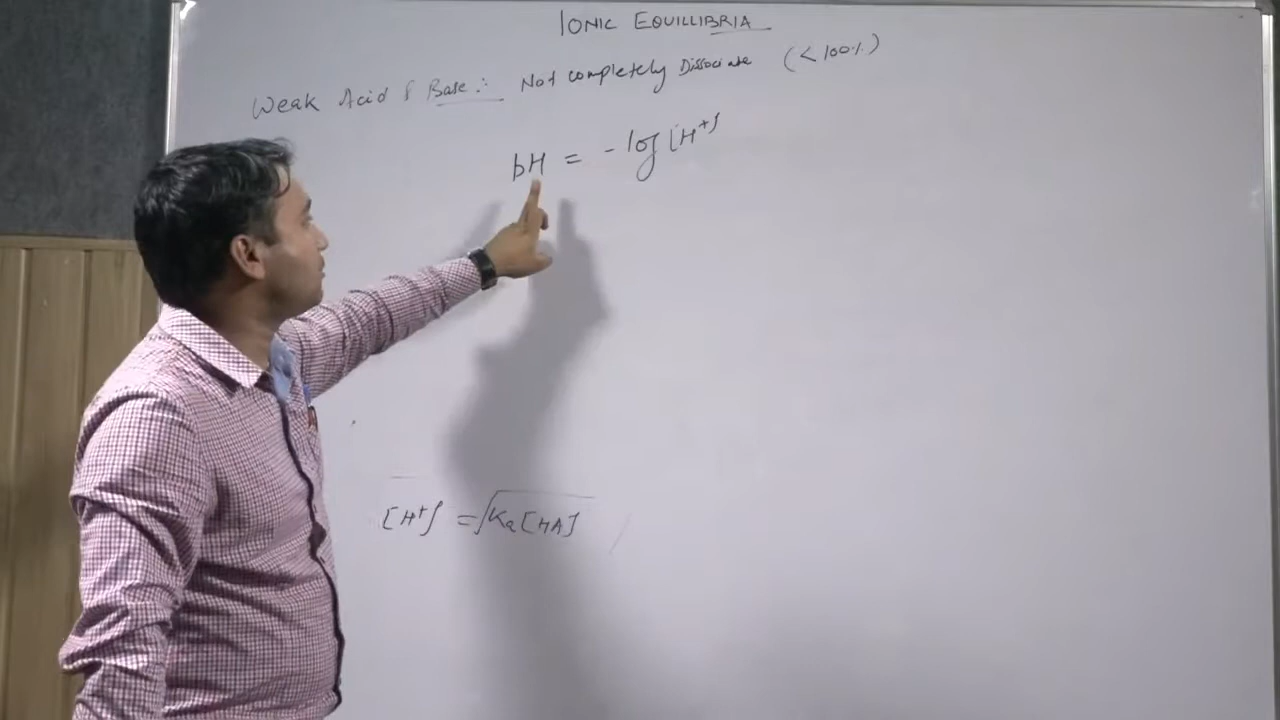 IONIC EQUILLIBRIA
Weak Acid & Base :- Not completely Dissociate (< 100%)
pH = - log [H⁺]
[H⁺] = √Ka [HA]